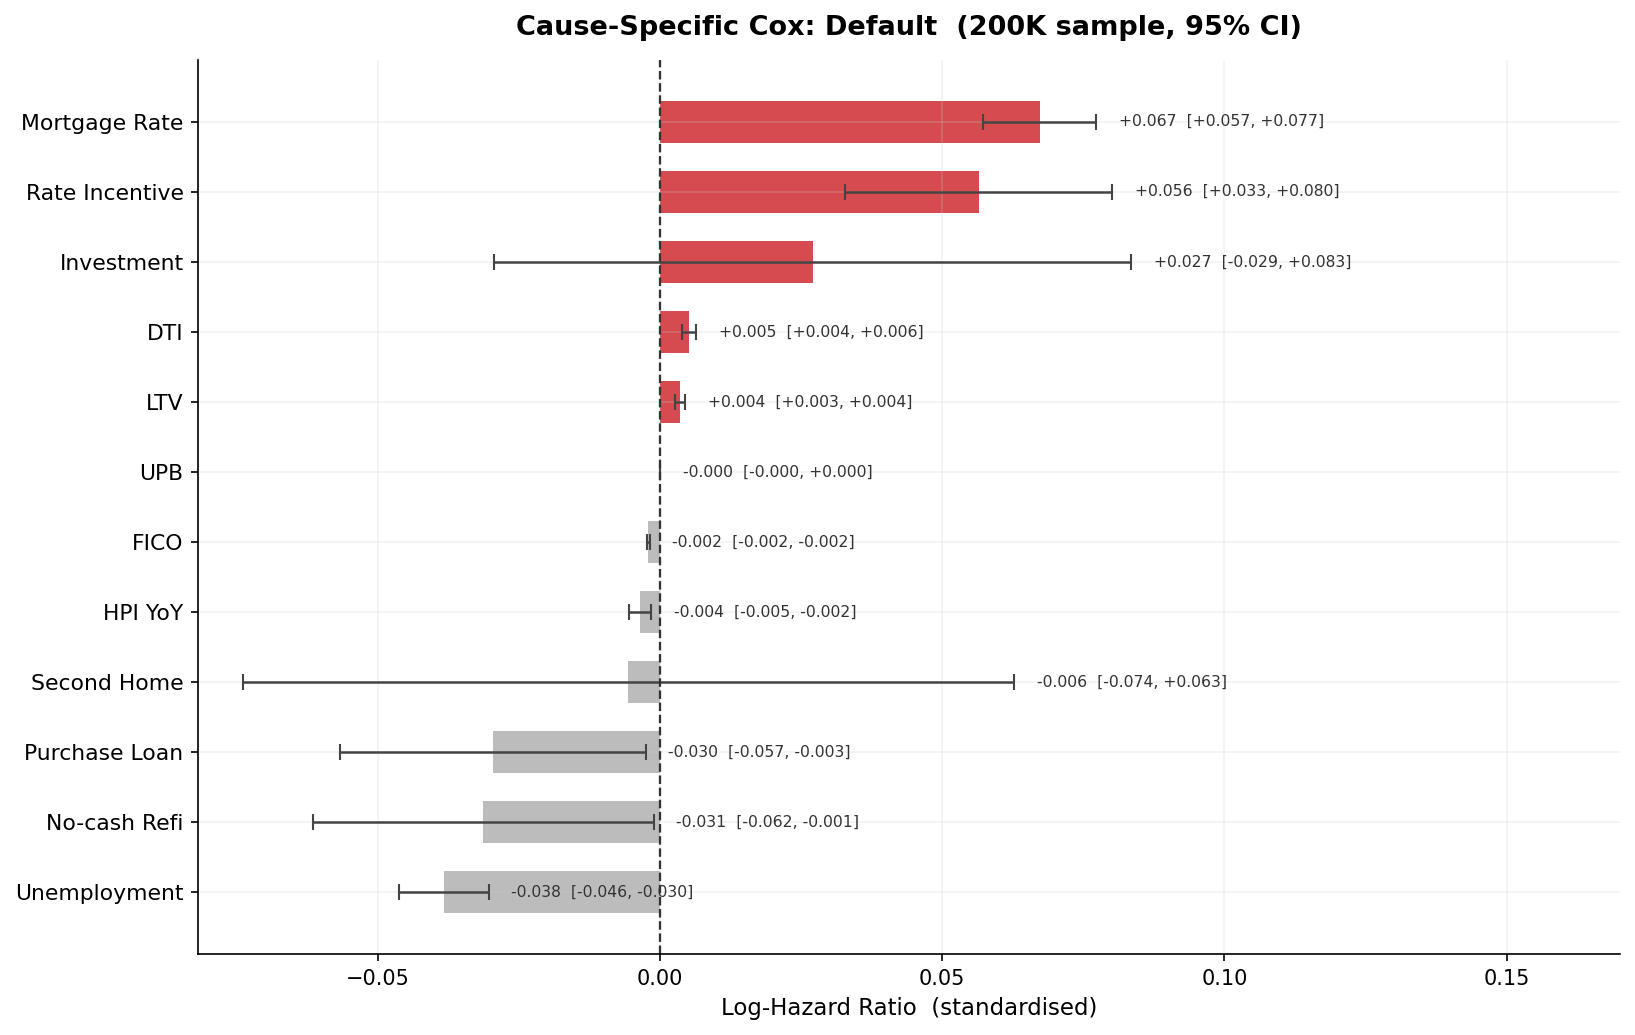 Cause-Specific Cox: Default  (200K sample, 95% CI)
Mortgage Rate +0.067  [+0.057, +0.077]
Rate Incentive +0.056  [+0.033, +0.080]
Investment +0.027  [-0.029, +0.083]
DTI +0.005  [+0.004, +0.006]
LTV +0.004  [+0.003, +0.004]
UPB -0.000  [-0.000, +0.000]
FICO -0.002  [-0.002, -0.002]
HPI YoY -0.004  [-0.005, -0.002]
Second Home -0.006  [-0.074, +0.063]
Purchase Loan -0.030  [-0.057, -0.003]
No-cash Refi -0.031  [-0.062, -0.001]
Unemployment -0.038  [-0.046, -0.030]
−0.05 0.00 0.05 0.10 0.15
Log-Hazard Ratio  (standardised)